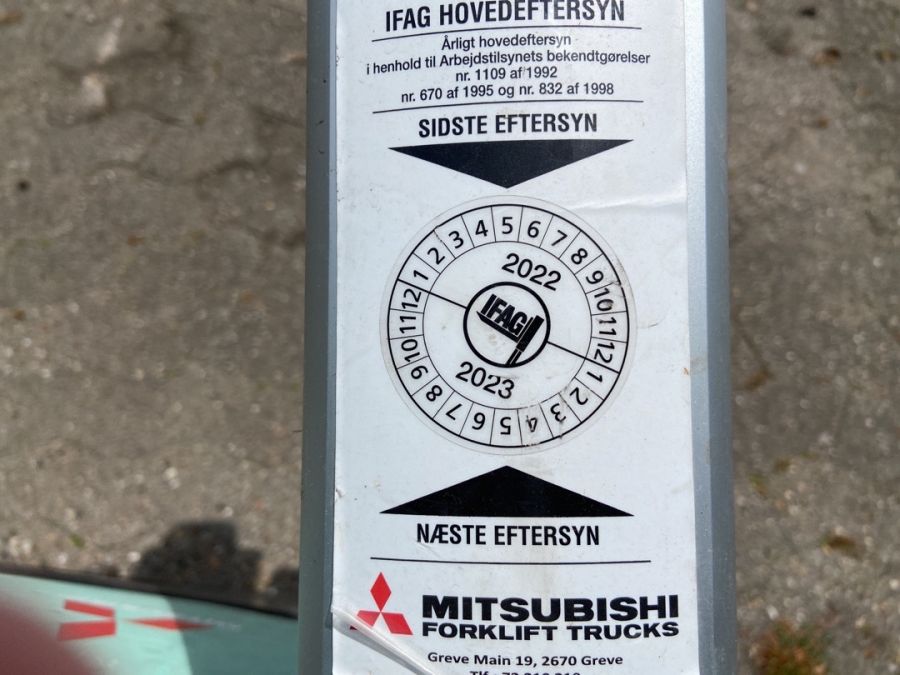 IFAG HOVEDEFTERSYN
Årligt hovedeftersyn
i henhold til Arbejdstilsynets bekendtgørelser
nr. 1109 af 1992
nr. 670 af 1995 og nr. 832 af 1998
SIDSTE EFTERSYN
1 2 3 4 5 6 7 8 9 10 11 12
2022
IFAG
2023
1 2 3 4 5 6 7 8 9 10 11 12
NÆSTE EFTERSYN
MITSUBISHI
FORKLIFT TRUCKS
Greve Main 19, 2670 Greve